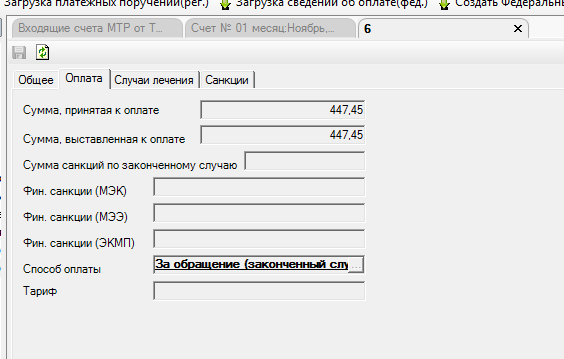 Загрузка платежных поручений(рег.) Загрузка сведений об оплате(фед.) Создать Федеральны
Входящие счета МТР от Т... Счет № 01 месяц:Ноябрь,... 6
Общее Оплата Случаи лечения Санкции
Сумма, принятая к оплате 447,45
Сумма, выставленная к оплате 447,45
Сумма санкций по законченному случаю
Фин. санкции (МЭК)
Фин. санкции (МЭЭ)
Фин. санкции (ЭКМП)
Способ оплаты За обращение (законченный слу ...
Тариф